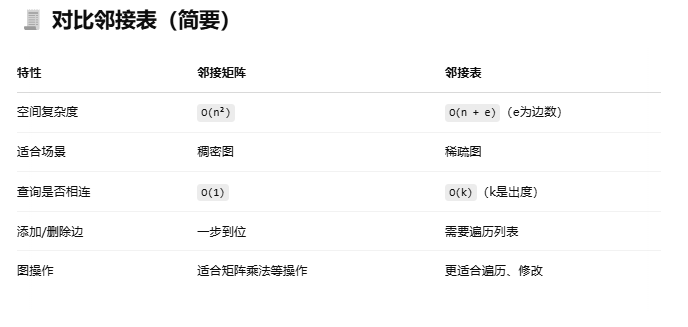 对比邻接表（简要）
特性 邻接矩阵 邻接表
空间复杂度 O(n²) O(n + e)（e为边数）
适合场景 稠密图 稀疏图
查询是否相连 O(1) O(k)（k是出度）
添加/删除边 一步到位 需要遍历列表
图操作 适合矩阵乘法等操作 更适合遍历、修改